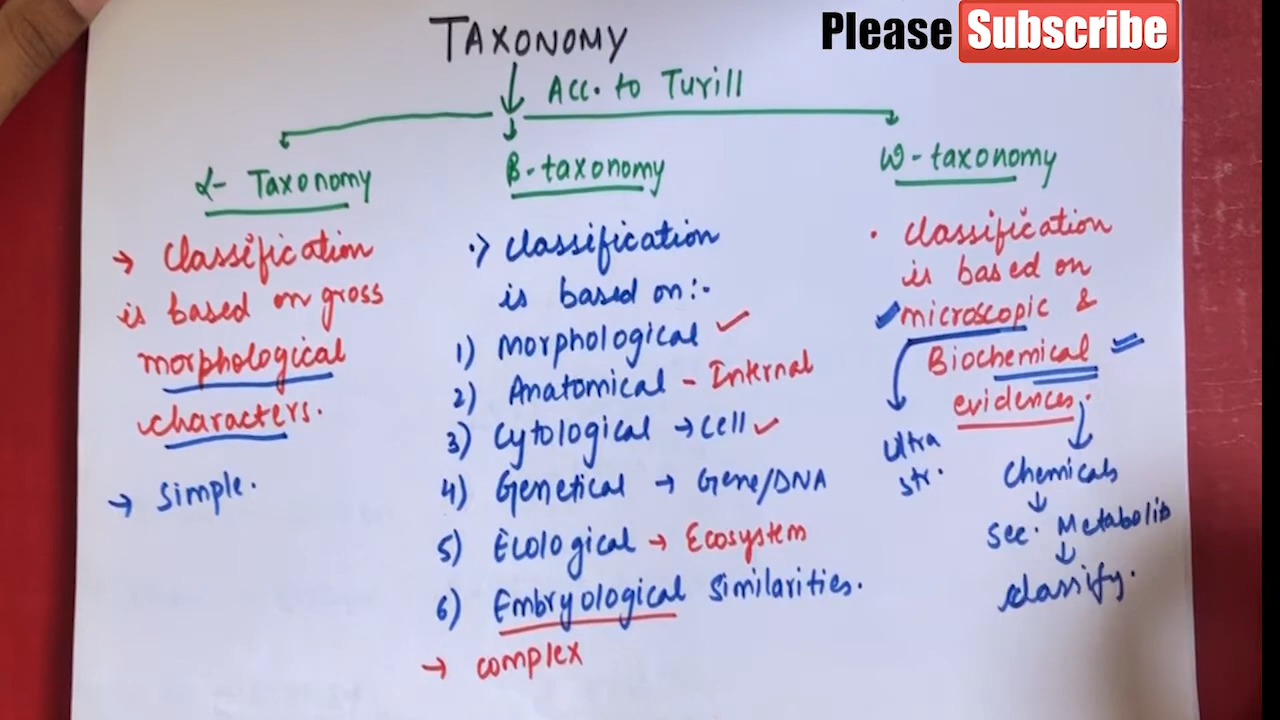 TAXONOMY
Please Subscribe
Acc. to Turill
α- Taxonomy
→ Classification
is based on gross
morphological
characters.
→ Simple.
β-taxonomy
•> Classification
is based on:-
1) Morphological
2) Anatomical - Internal
3) Cytological → Cell
4) Genetical → Gene/DNA
5) Ecological → Ecosystem
6) Embryological Similarities.
→ complex
ω-taxonomy
• Classification
is based on
microscopic &
Biochemical
evidences.
Ultra
str.
Chemicals
Sec. Metabolib
classify.